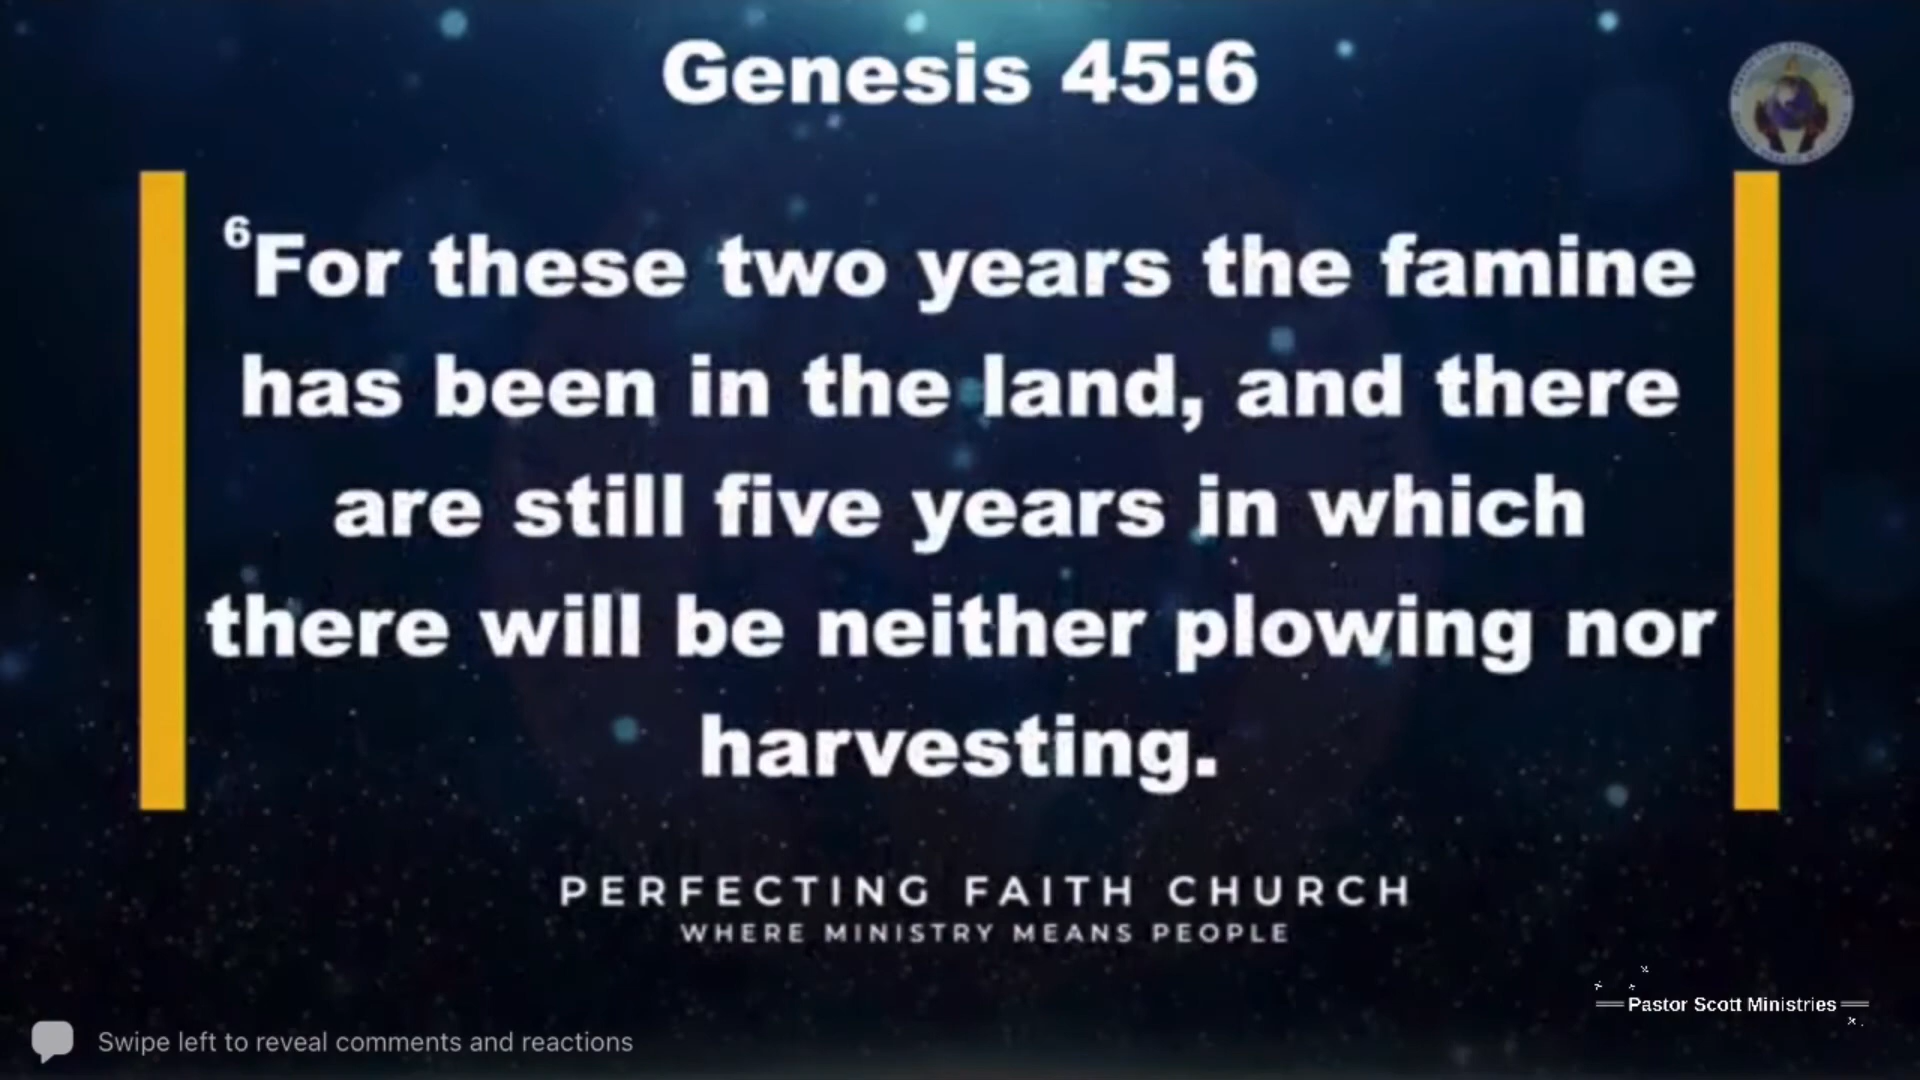 Genesis 45:6
6For these two years the famine
has been in the land, and there
are still five years in which
there will be neither plowing nor
harvesting.
PERFECTING FAITH CHURCH
WHERE MINISTRY MEANS PEOPLE
Pastor Scott Ministries
Swipe left to reveal comments and reactions